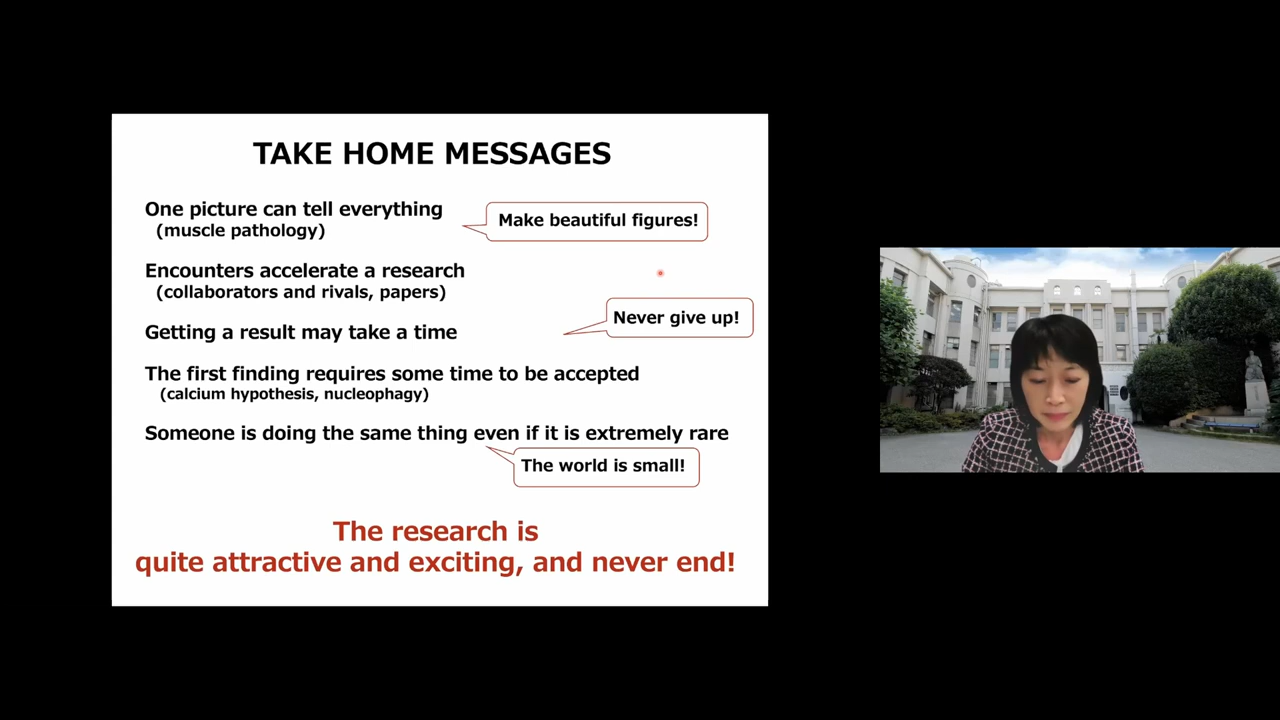 TAKE HOME MESSAGES
One picture can tell everything
(muscle pathology)
Make beautiful figures!
Encounters accelerate a research
(collaborators and rivals, papers)
Never give up!
Getting a result may take a time
The first finding requires some time to be accepted
(calcium hypothesis, nucleophagy)
Someone is doing the same thing even if it is extremely rare
The world is small!
The research is
quite attractive and exciting, and never end!